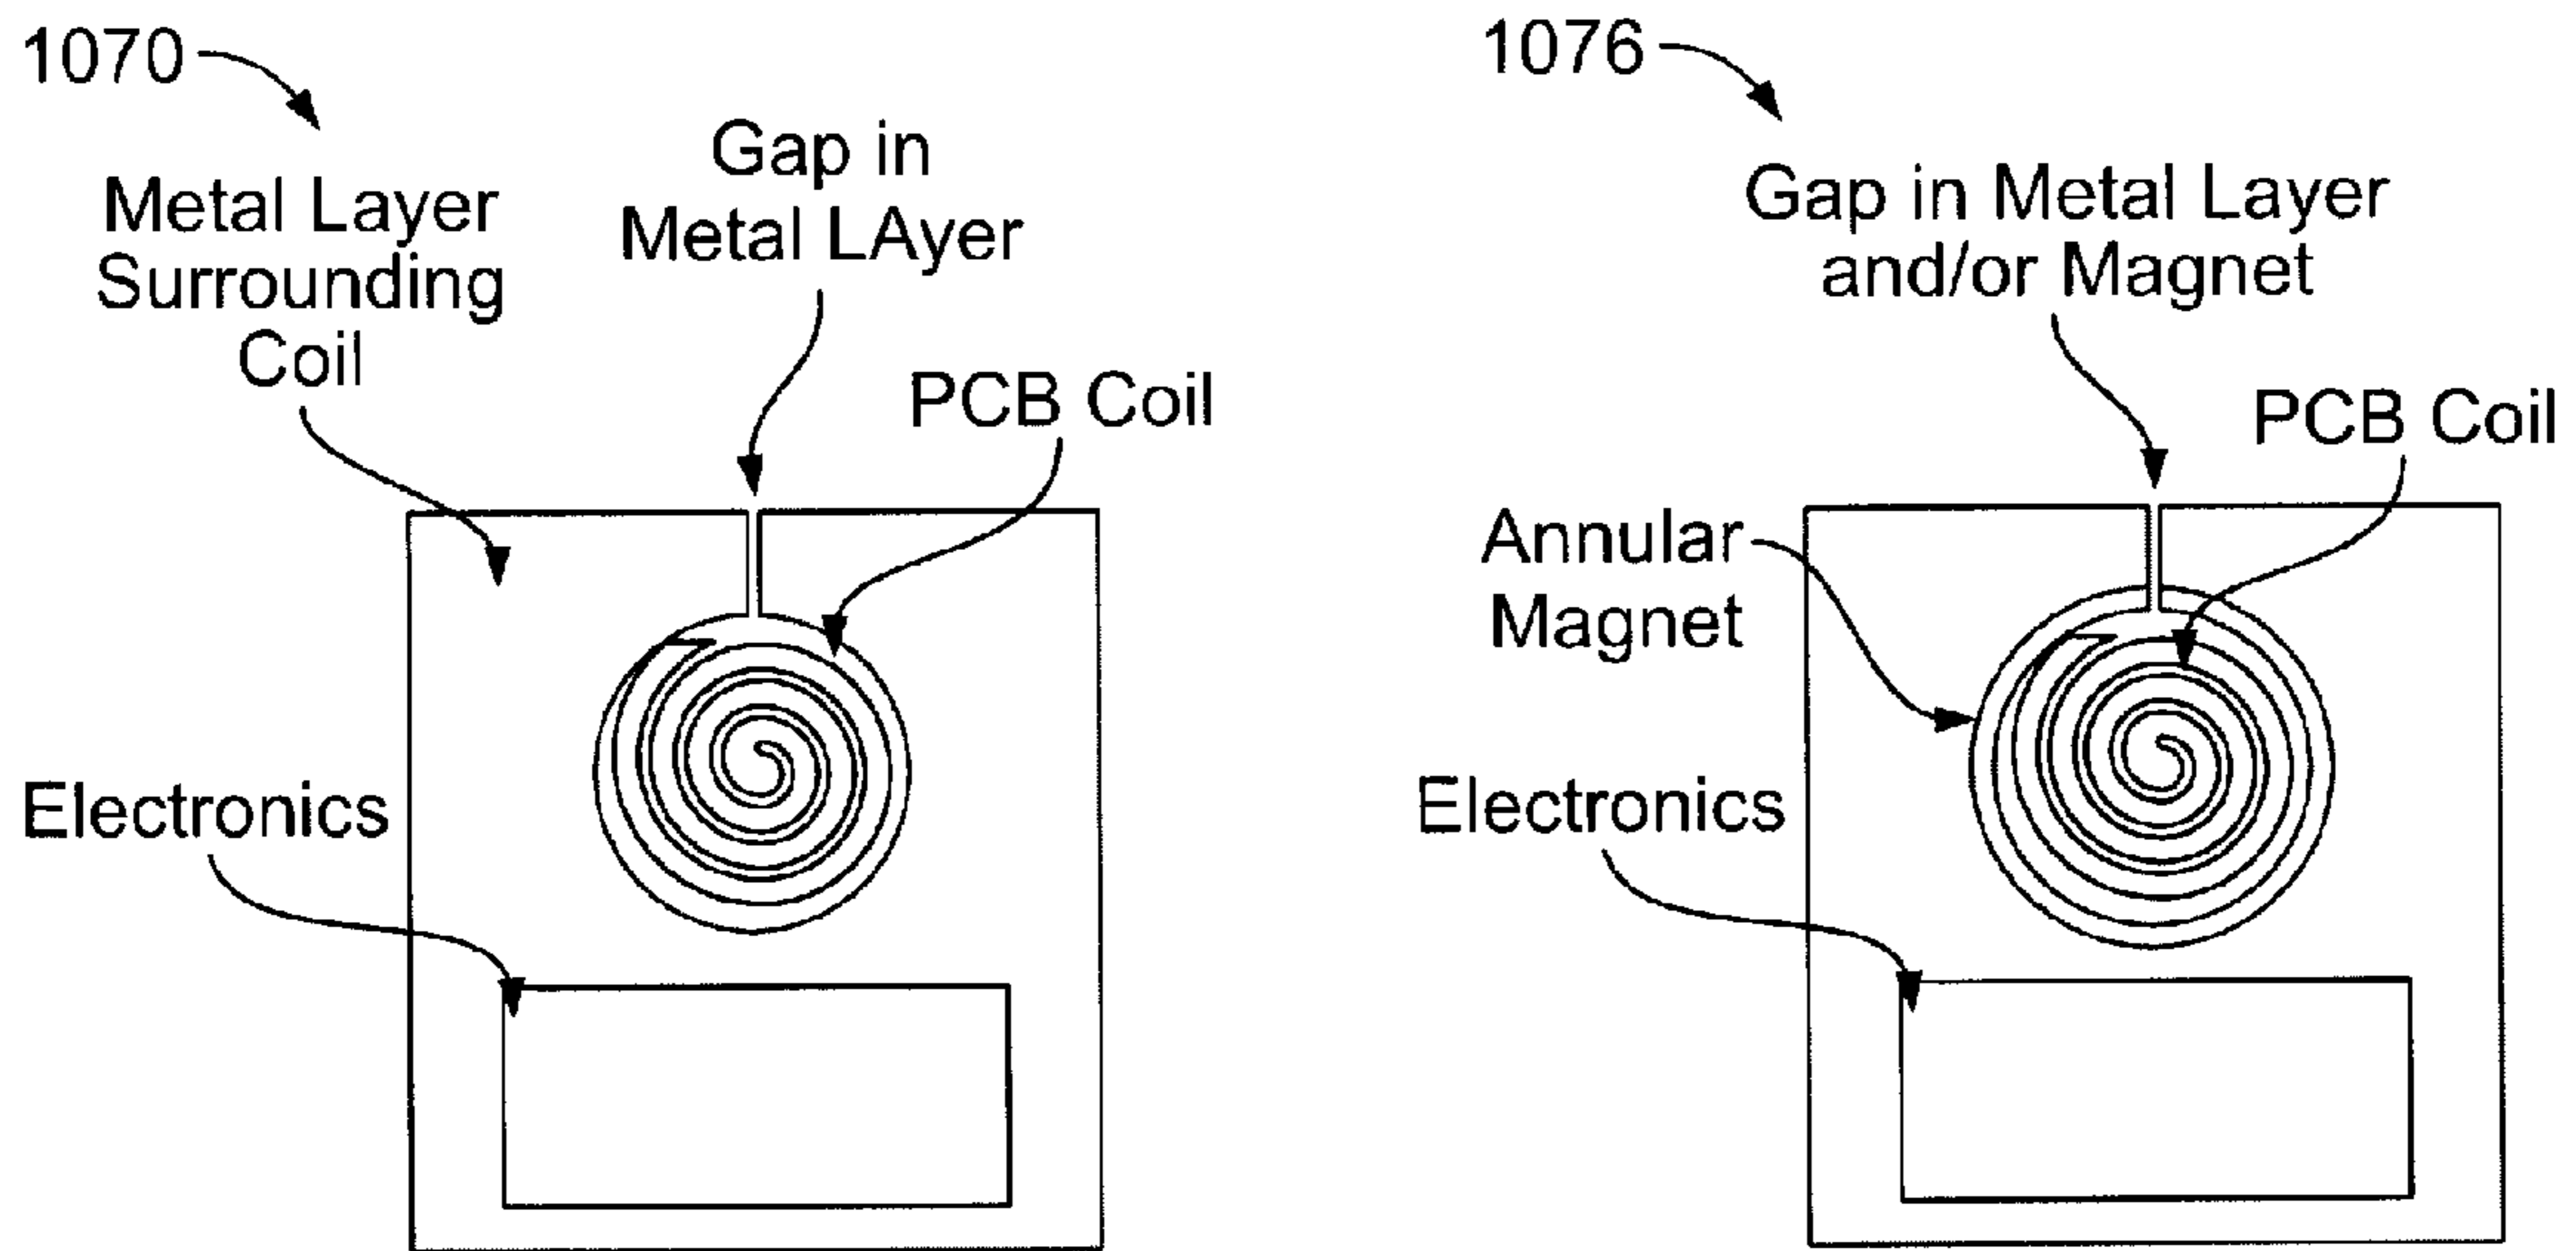 1070
Metal Layer
Surrounding
Coil
Gap in
Metal LAyer
PCB Coil
Electronics
1076
Gap in Metal Layer
and/or Magnet
PCB Coil
Annular
Magnet
Electronics